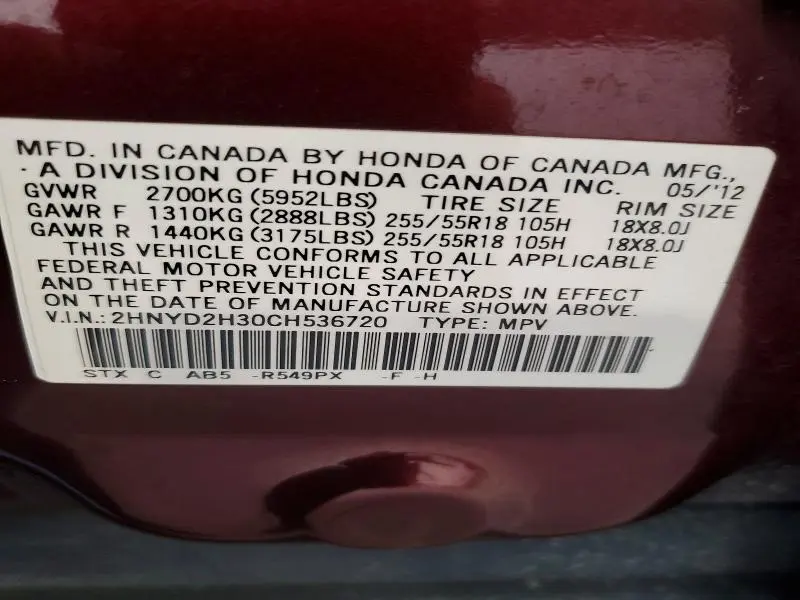 MFD. IN CANADA BY HONDA OF CANADA MFG.,
· A DIVISION OF HONDA CANADA INC. 05/'12
GVWR 2700KG (5952LBS) TIRE SIZE RIM SIZE
GAWR F 1310KG (2888LBS) 255/55R18 105H 18X8.0J
GAWR R 1440KG (3175LBS) 255/55R18 105H 18X8.0J
THIS VEHICLE CONFORMS TO ALL APPLICABLE
FEDERAL MOTOR VEHICLE SAFETY
AND THEFT PREVENTION STANDARDS IN EFFECT
ON THE DATE OF MANUFACTURE SHOWN ABOVE.
V.I.N.: 2HNYD2H30CH536720 TYPE: MPV
STX C AB5 -R549PX -F -H